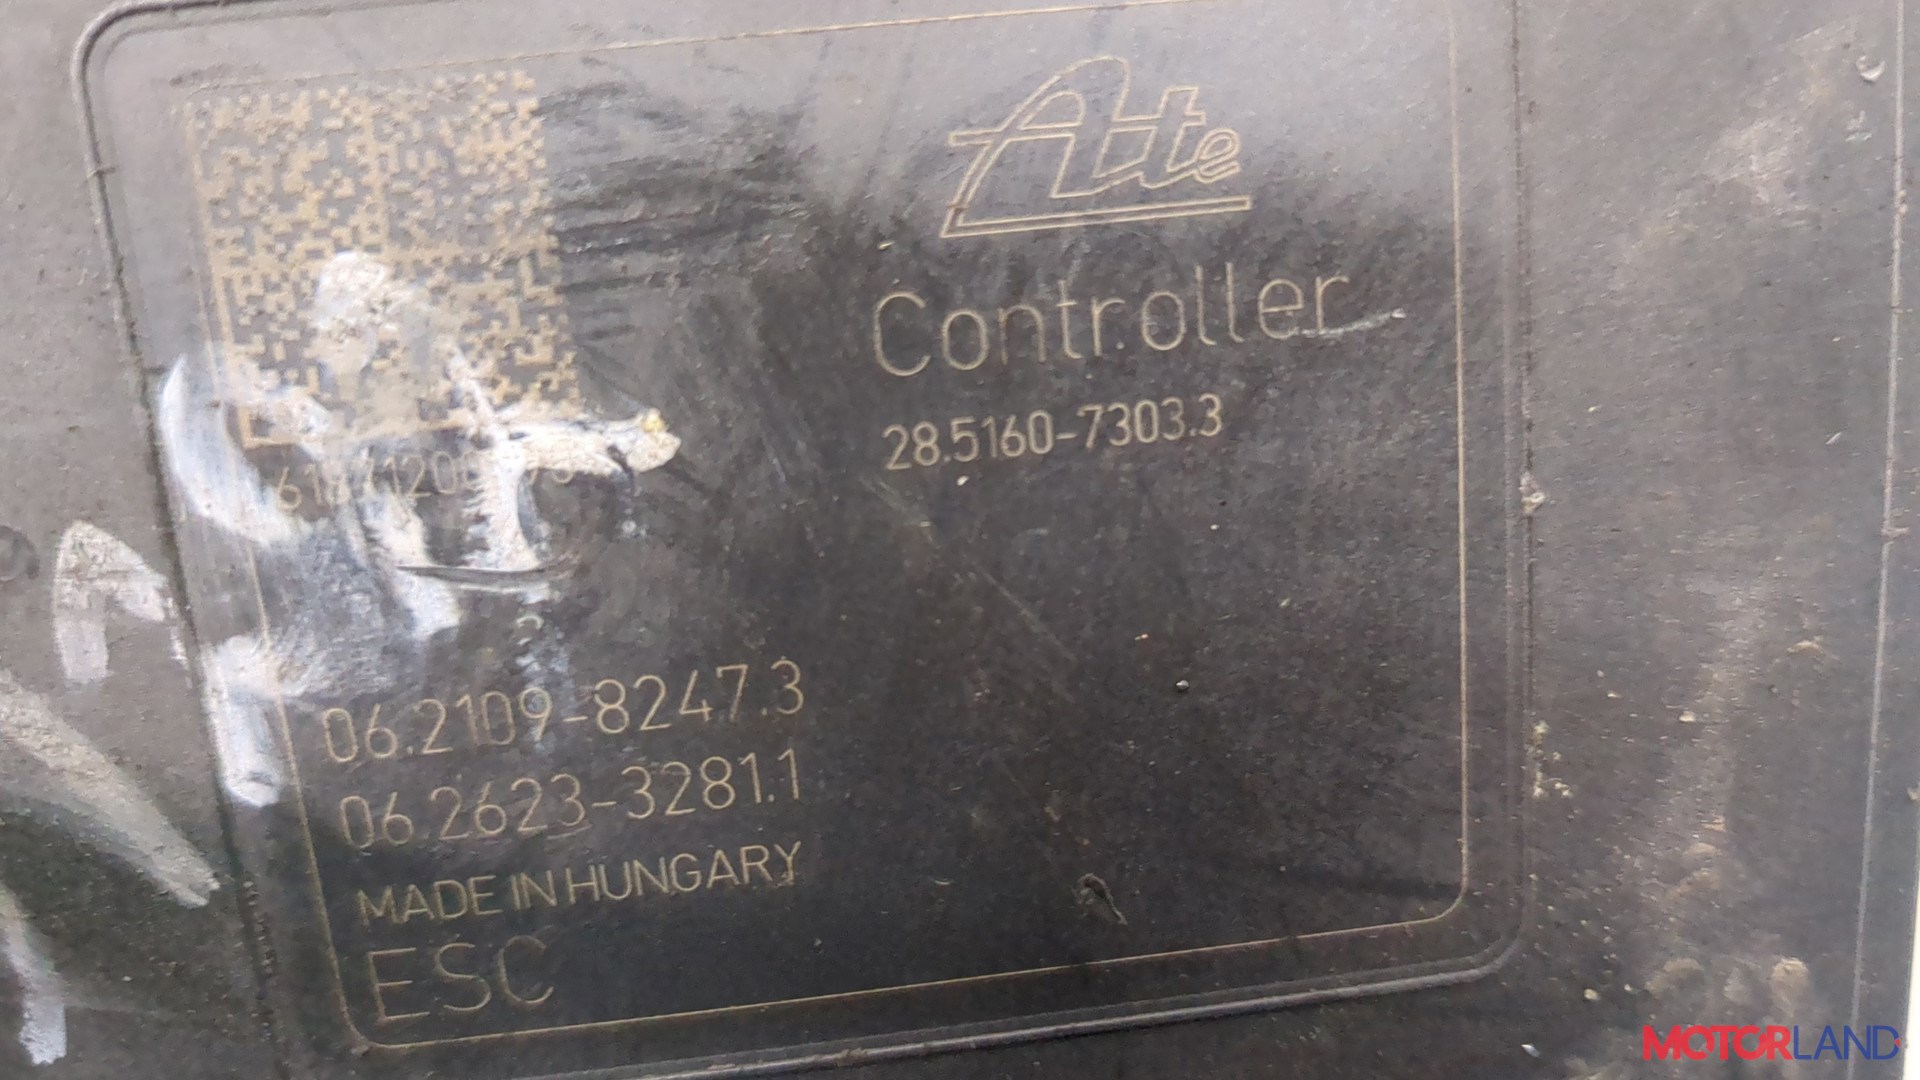 Ate
Controller
28.5160-7303.3
06.2109-8247.3
06.2623-3281.1
MADE IN HUNGARY
ESC
MOTORLAND